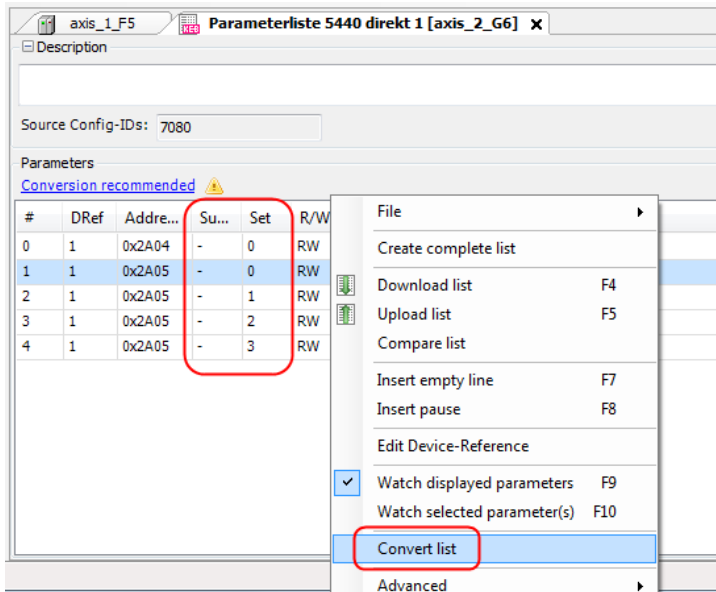 axis_1_F5 Parameterliste 5440 direkt 1 [axis_2_G6] x
Description
Source Config-IDs: 7080
Parameters
Conversion recommended
# DRef Addre... Su... Set R/W
0 1 0x2A04 - 0 RW
1 1 0x2A05 - 0 RW
2 1 0x2A05 - 1 RW
3 1 0x2A05 - 2 RW
4 1 0x2A05 - 3 RW
File
Create complete list
Download list F4
Upload list F5
Compare list
Insert empty line F7
Insert pause F8
Edit Device-Reference
Watch displayed parameters F9
Watch selected parameter(s) F10
Convert list
Advanced